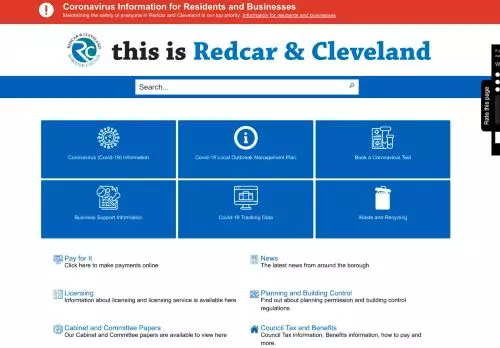 Coronavirus Information for Residents and Businesses
Maintaining the safety of everyone in Redcar and Cleveland is our top priority. Information for residents and businesses
REDCAR & CLEVELAND
this is Redcar & Cleveland
Search...
Rate this page
Coronavirus (Covid-19) Information
Covid-19 Local Outbreak Management Plan
Book a Coronavirus Test
Business Support Information
Covid-19 Tracking Data
Waste and Recycling
Pay for It
Click here to make payments online
News
The latest news from around the borough
Licensing
Information about licensing and licensing service is available here
Planning and Building Control
Find out about planning permission and building control
regulations.
Cabinet and Committee Papers
Our Cabinet and Committee papers are available to view here
Council Tax and Benefits
Council Tax information, Benefits information, how to pay and
more.